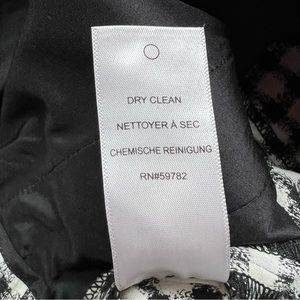 DRY CLEAN
NETTOYER À SEC
CHEMISCHE REINIGUNG
RN#59782